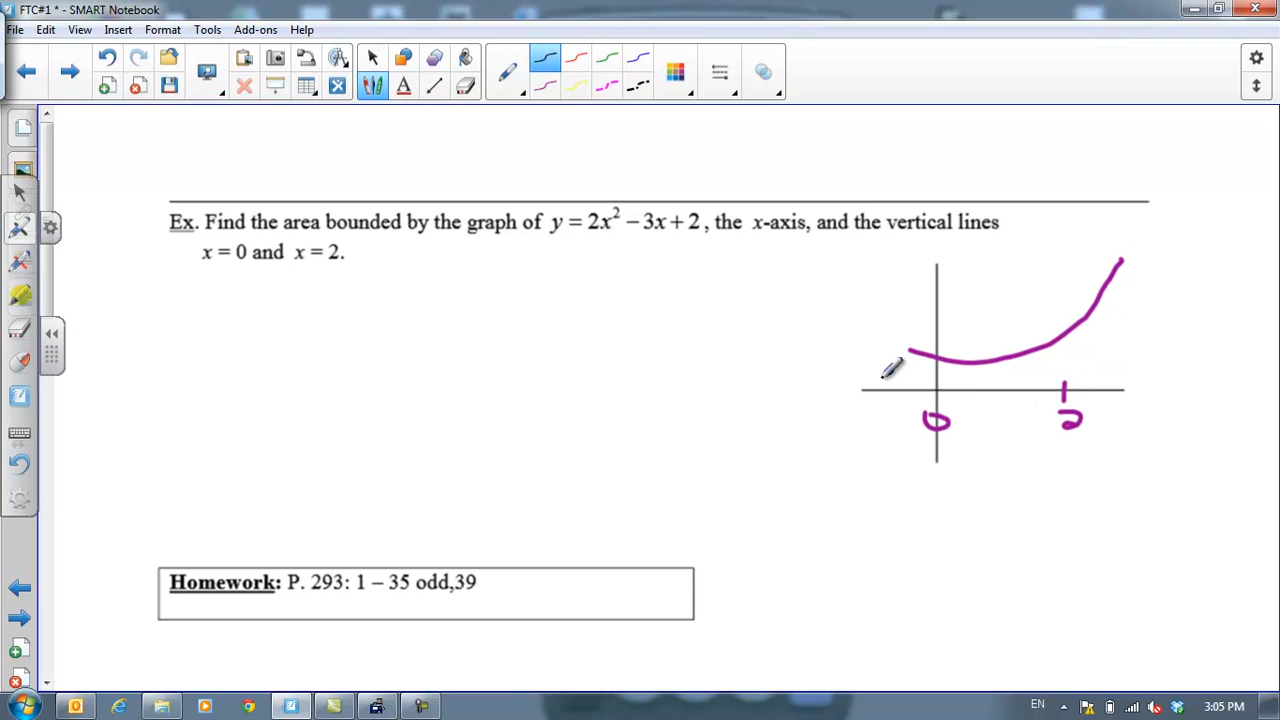 FTC#1 * - SMART Notebook
File Edit View Insert Format Tools Add-ons Help
Ex. Find the area bounded by the graph of y = 2x² − 3x + 2, the x-axis, and the vertical lines
x = 0 and x = 2.
0 2
Homework: P. 293: 1 – 35 odd,39
EN 3:05 PM